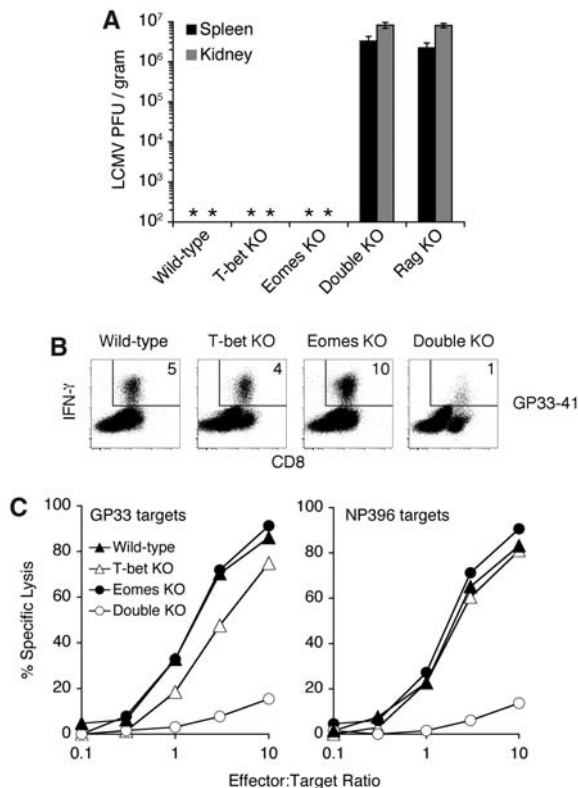 A
Spleen
Kidney
LCMV PFU / gram
10⁷
10⁶
10⁵
10⁴
10³
10²
* * * * * *
Wild-type
T-bet KO
Eomes KO
Double KO
Rag KO
B
Wild-type T-bet KO Eomes KO Double KO
5 4 10 1
IFN-γ
GP33-41
CD8
C
GP33 targets
NP396 targets
Wild-type
T-bet KO
Eomes KO
Double KO
% Specific Lysis
100
80
60
40
20
0
0.1 1 10
100
80
60
40
20
0
0.1 1 10
Effector:Target Ratio